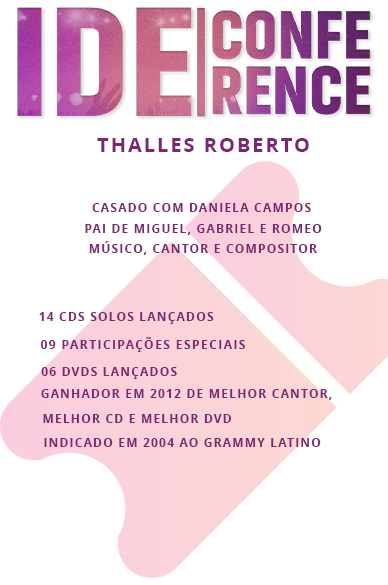 IDE CONFE
RENCE
THALLES ROBERTO
CASADO COM DANIELA CAMPOS
PAI DE MIGUEL, GABRIEL E ROMEO
MÚSICO, CANTOR E COMPOSITOR
14 CDS SOLOS LANÇADOS
09 PARTICIPAÇÕES ESPECIAIS
06 DVDS LANÇADOS
GANHADOR EM 2012 DE MELHOR CANTOR,
MELHOR CD E MELHOR DVD
INDICADO EM 2004 AO GRAMMY LATINO